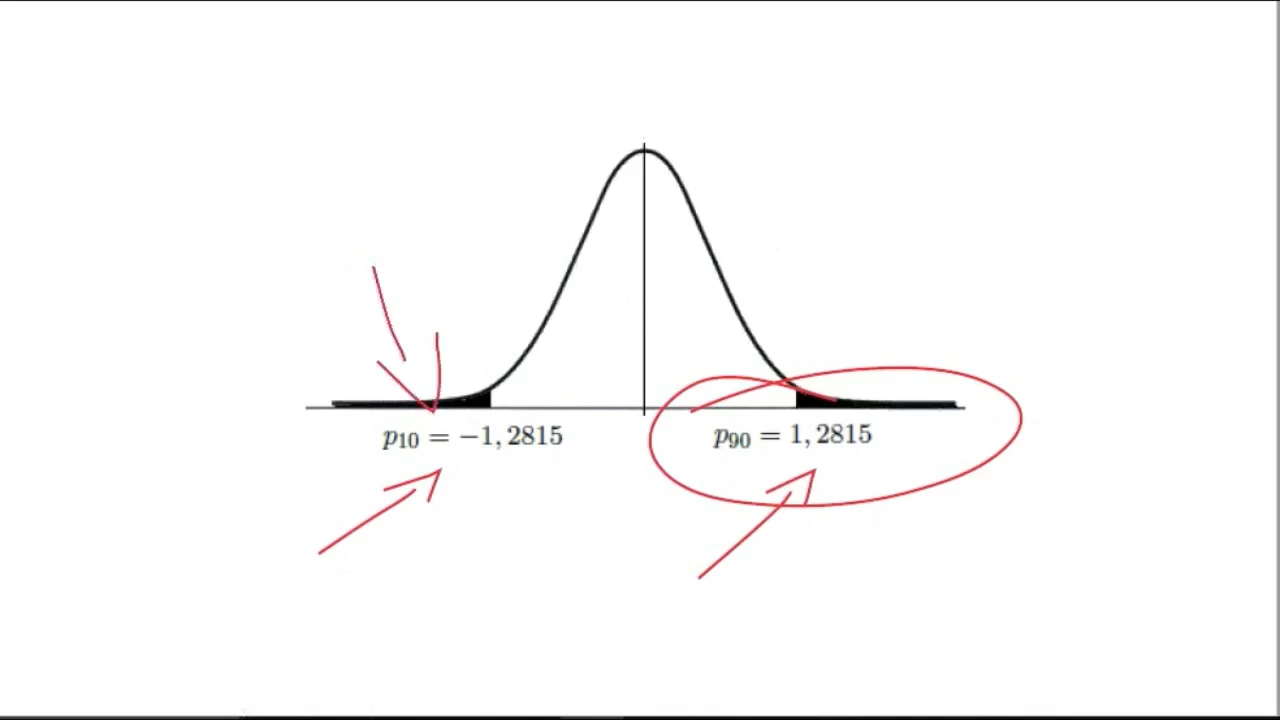 p10 = −1, 2815
p90 = 1, 2815